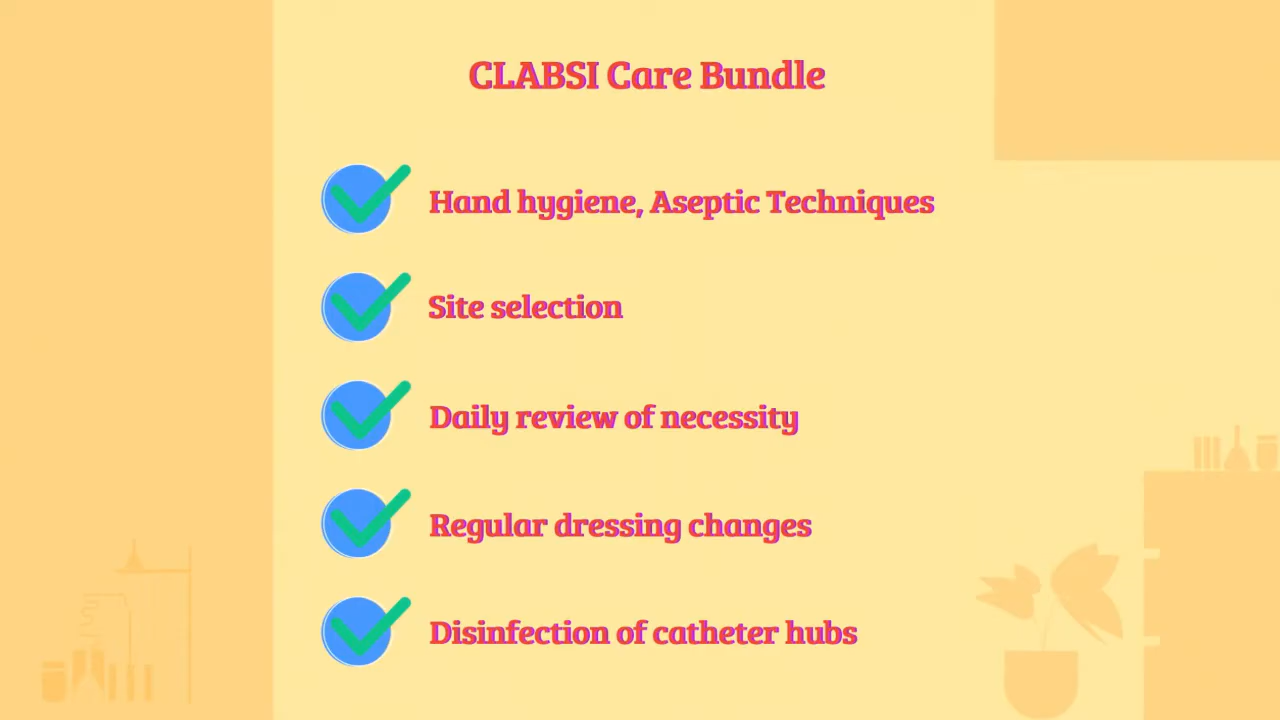 CLABSI Care Bundle
Hand hygiene, Aseptic Techniques
Site selection
Daily review of necessity
Regular dressing changes
Disinfection of catheter hubs